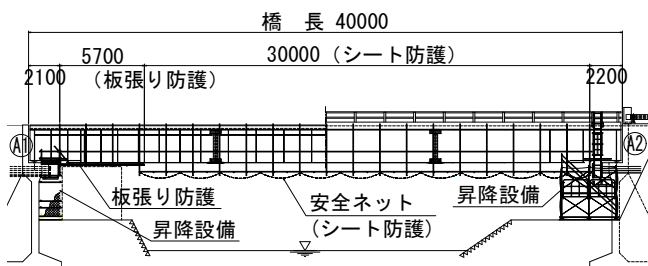 橋 長 40000
5700
30000(シート防護)
2100
(板張り防護)
2200
A1
A2
板張り防護
安全ネット
昇降設備
昇降設備
(シート防護)